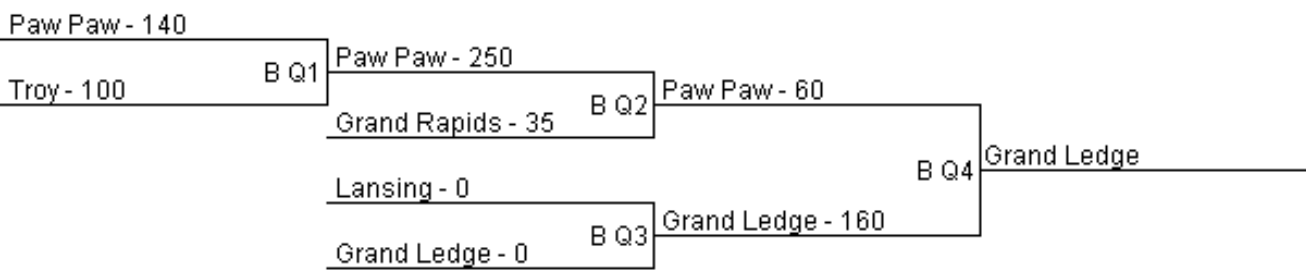 Paw Paw - 140
B Q1
Troy - 100
Paw Paw - 250
B Q2
Grand Rapids - 35
Paw Paw - 60
B Q4
Grand Ledge
Lansing - 0
B Q3
Grand Ledge - 0
Grand Ledge - 160